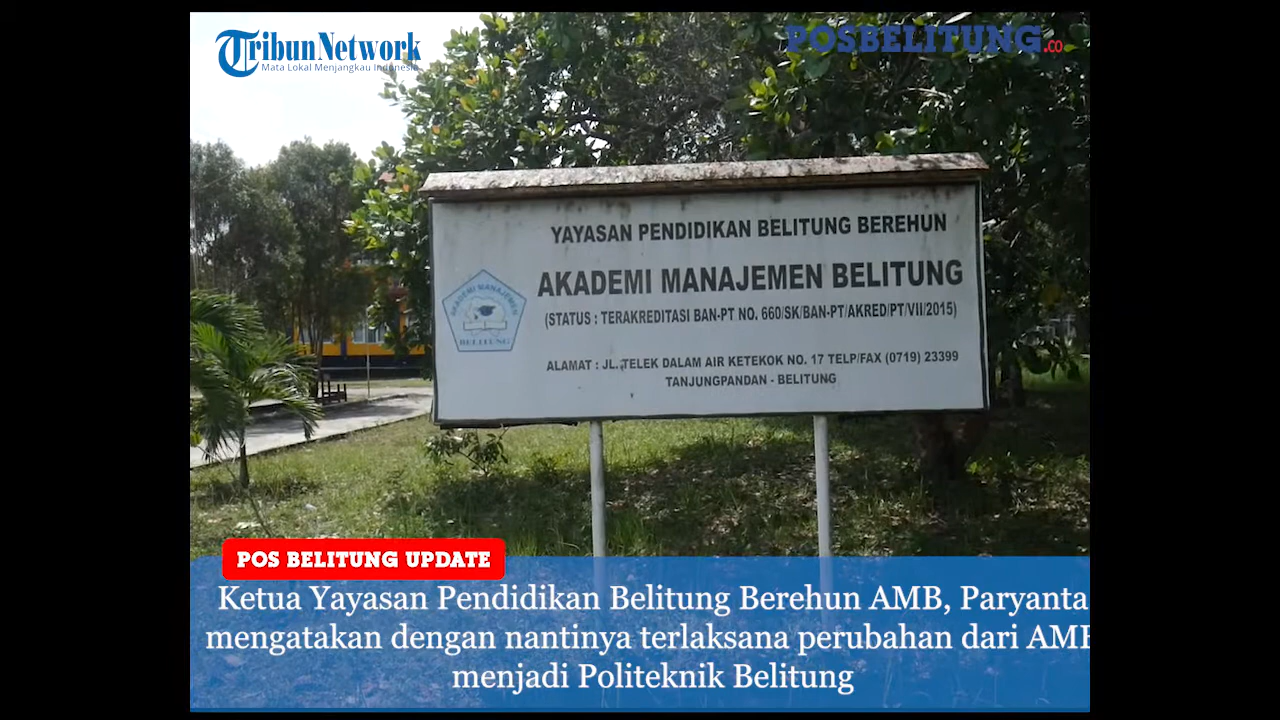 TribunNetwork
Mata Lokal Menjangkau Indonesia
POSBELITUNG.CO
YAYASAN PENDIDIKAN BELITUNG BEREHUN
AKADEMI MANAJEMEN BELITUNG
(STATUS : TERAKREDITASI BAN-PT NO. 660/SK/BAN-PT/AKRED/PT/VII/2015)
AKADEMI MANAJEMEN
BELITUNG
ALAMAT : JL. TELEK DALAM AIR KETEKOK NO. 17 TELP/FAX (0719) 23399
TANJUNGPANDAN - BELITUNG
POS BELITUNG UPDATE
Ketua Yayasan Pendidikan Belitung Berehun AMB, Paryanta
mengatakan dengan nantinya terlaksana perubahan dari AMB
menjadi Politeknik Belitung